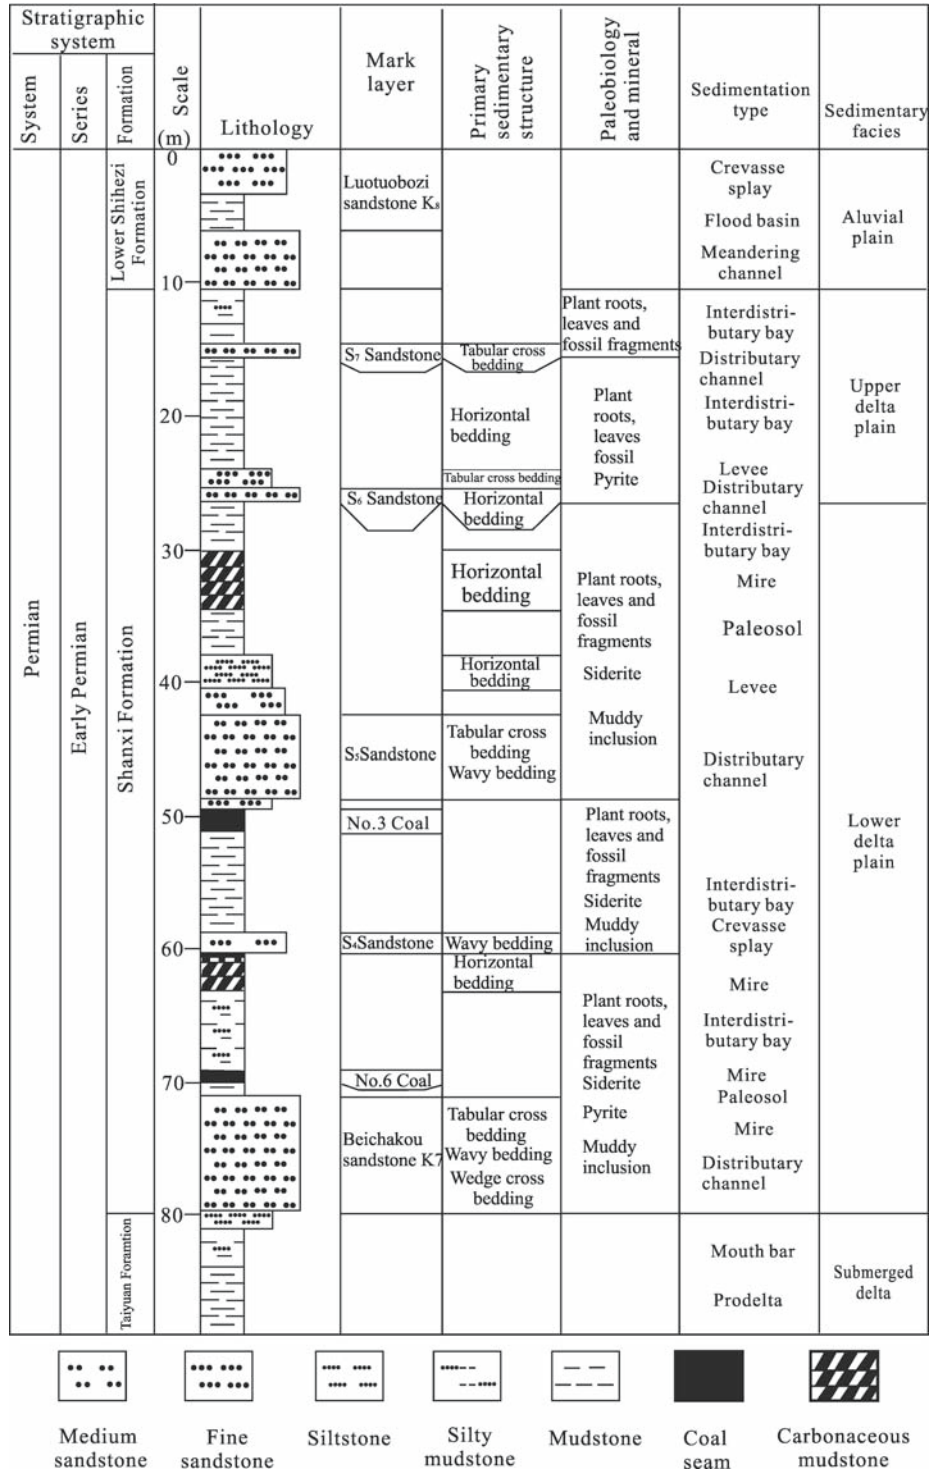 Stratigraphic
system
System
Series
Formation
Scale
(m)
Lithology
Mark
layer
Primary
sedimentary
structure
Paleobiology
and mineral
Sedimentation
type
Sedimentary
facies
Permian
Early Permian
Lower Shihezi
Formation
Shanxi Formation
Taiyuan Foramtion
0
10
20
30
40
50
60
70
80
Luotuobozi
sandstone K8
S7 Sandstone
S6 Sandstone
S5Sandstone
No.3 Coal
S4Sandstone
No.6 Coal
Beichakou
sandstone K7
Tabular cross
bedding
Horizontal
bedding
Tabular cross bedding
Horizontal
bedding
Horizontal
bedding
Horizontal
bedding
Tabular cross
bedding
Wavy bedding
Wavy bedding
Horizontal
bedding
Tabular cross
bedding
Wavy bedding
Wedge cross
bedding
Plant roots,
leaves and
fossil fragments
Plant
roots,
leaves
fossil
Pyrite
Plant roots,
leaves and
fossil
fragments
Siderite
Muddy
inclusion
Plant roots,
leaves and
fossil
fragments
Siderite
Muddy
inclusion
Plant roots,
leaves and
fossil
fragments
Siderite
Pyrite
Muddy
inclusion
Crevasse
splay
Flood basin
Meandering
channel
Interdistri-
butary bay
Distributary
channel
Interdistri-
butary bay
Levee
Distributary
channel
Interdistri-
butary bay
Mire
Paleosol
Levee
Distributary
channel
Interdistri-
butary bay
Crevasse
splay
Mire
Interdistri-
butary bay
Mire
Paleosol
Mire
Distributary
channel
Mouth bar
Prodelta
Aluvial
plain
Upper
delta
plain
Lower
delta
plain
Submerged
delta
Medium
sandstone
Fine
sandstone
Siltstone
Silty
mudstone
Mudstone
Coal
seam
Carbonaceous
mudstone